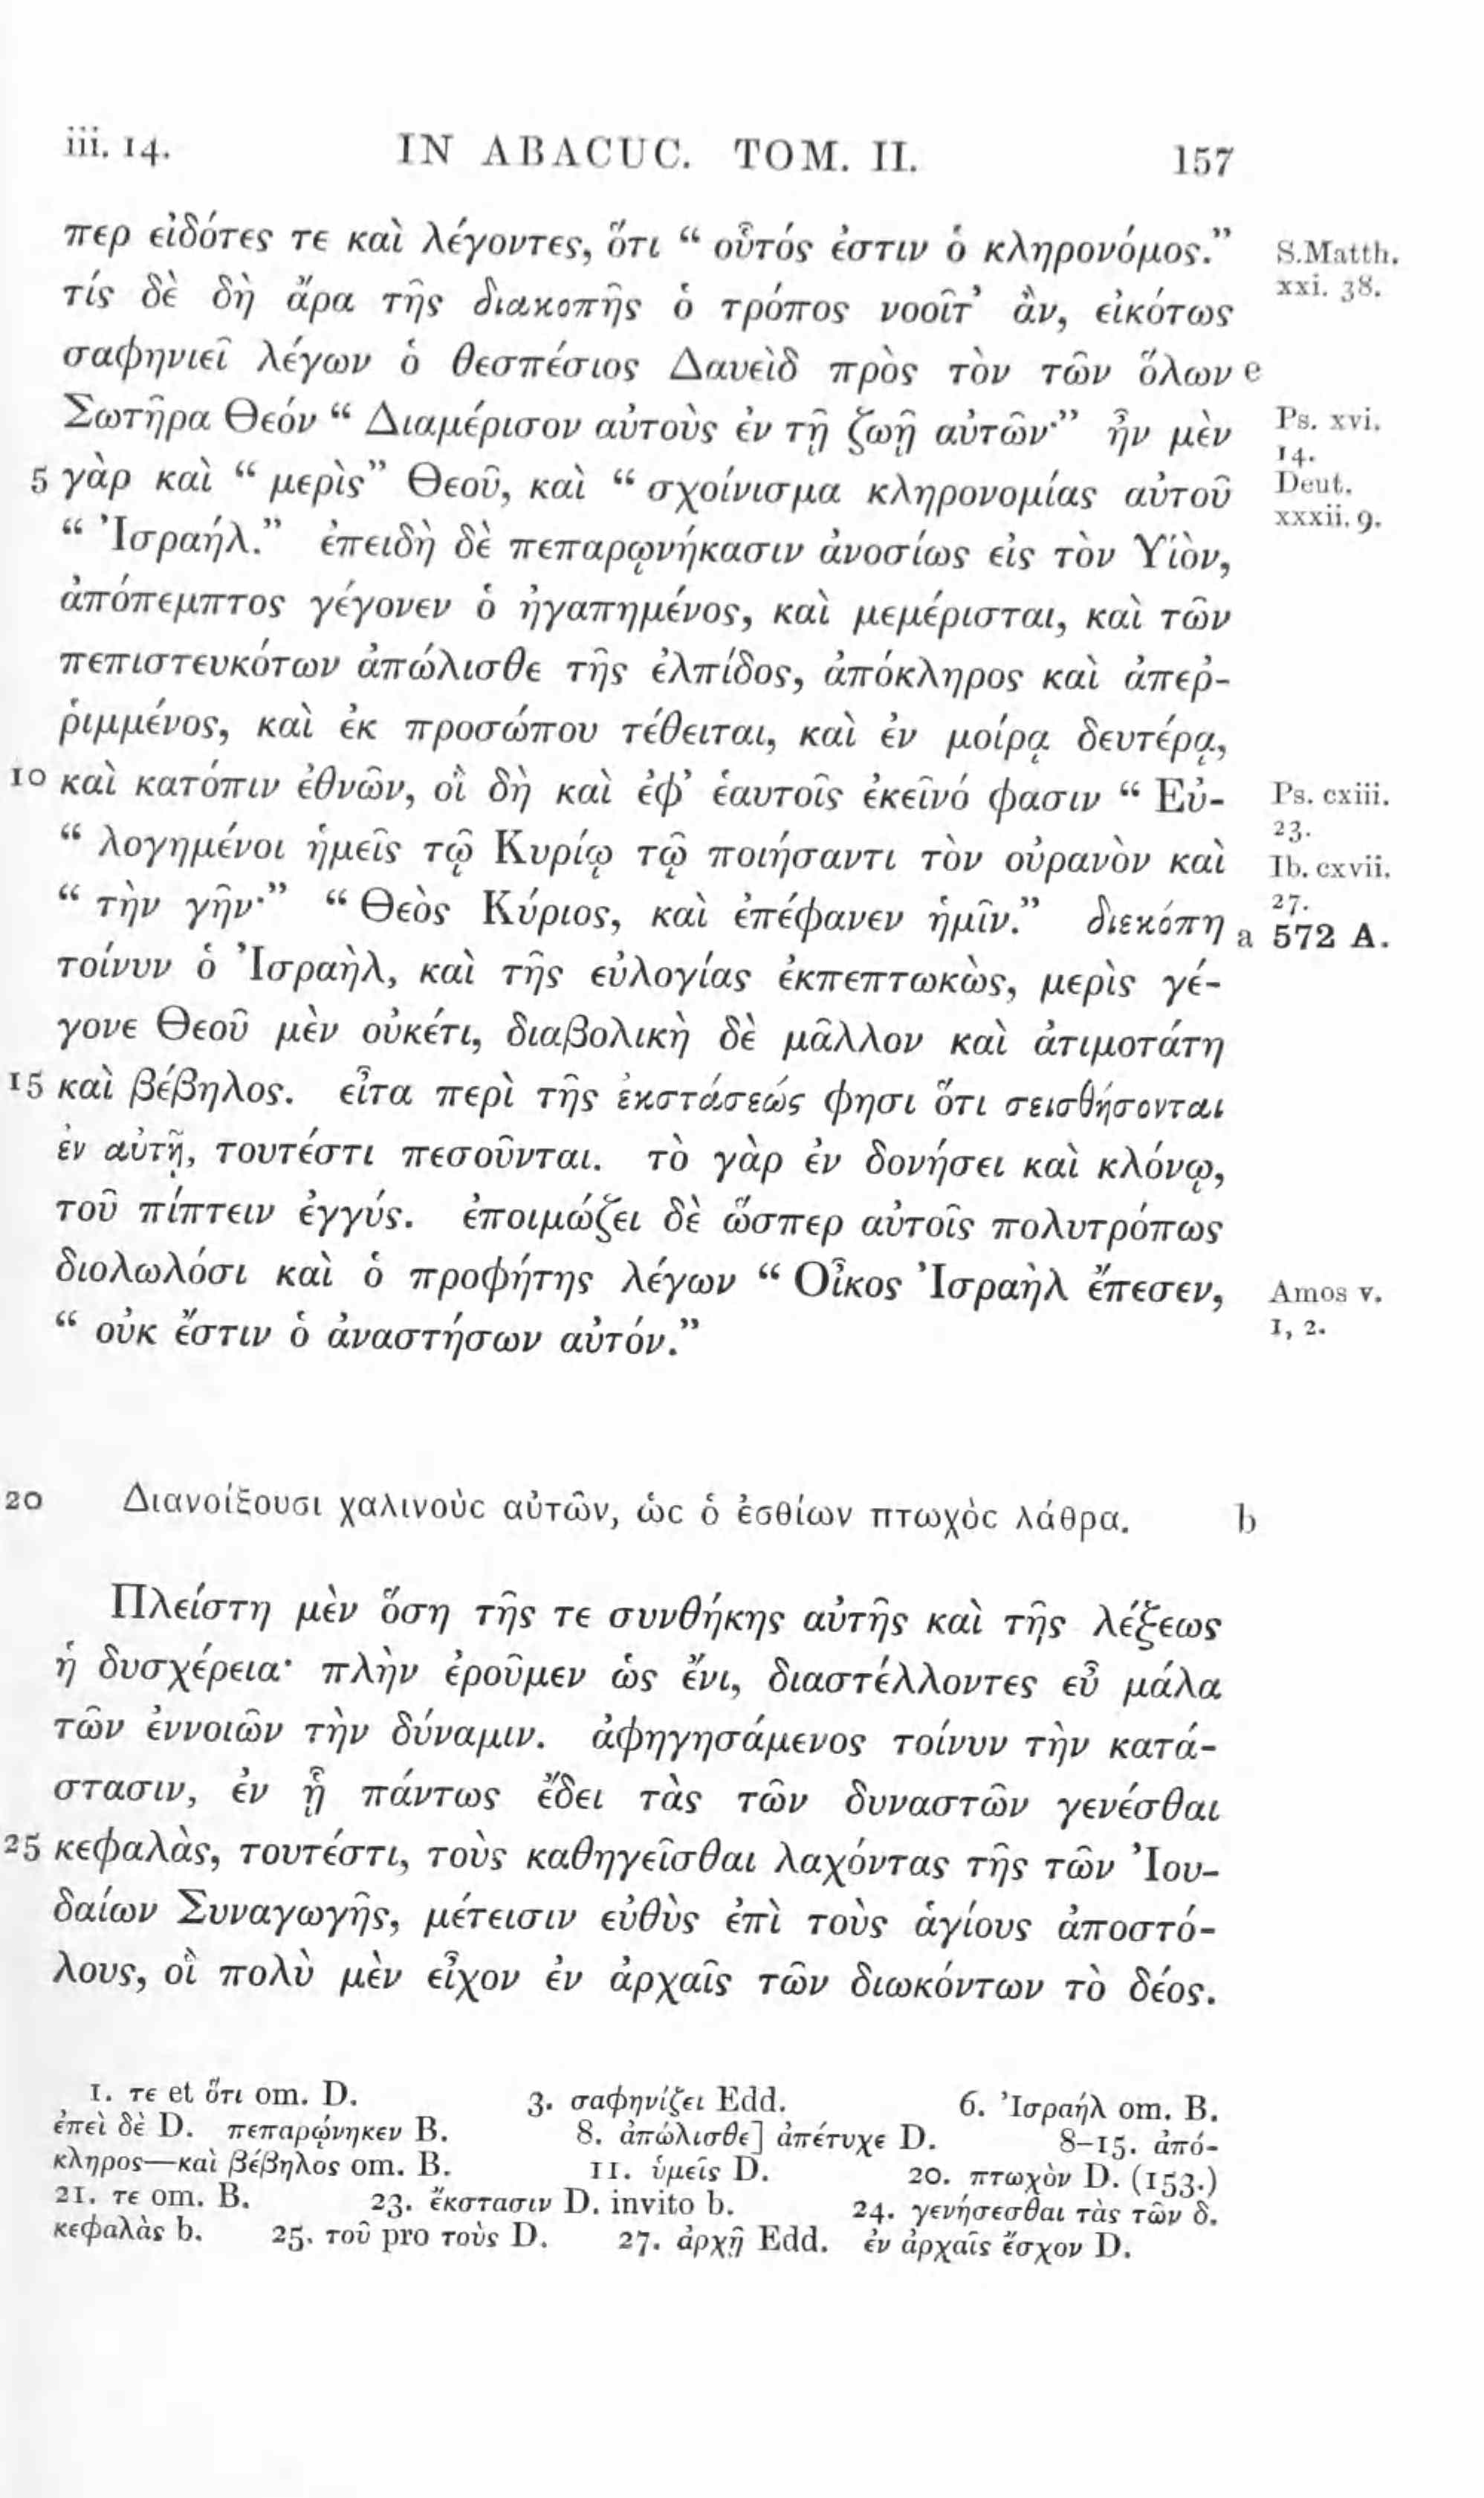 iii. 14. IN ABACUC. TOM. II. 157
περ εἰδότες τε καὶ λέγοντες, ὅτι “ οὗτός ἐστιν ὁ κληρονόμος.” S.Matth. xxi. 38.
τίς δὲ δὴ ἄρα τῆς διακοπῆς ὁ τρόπος νοοῖτ’ ἂν, εἰκότως
σαφηνιεῖ λέγων ὁ θεσπέσιος Δαυεὶδ πρὸς τὸν τῶν ὅλων e
Σωτῆρα Θεόν “ Διαμέρισον αὐτοὺς ἐν τῇ ζωῇ αὐτῶν·” ἦν μὲν Ps. xvi. 14.
5 γὰρ καὶ “ μερὶς” Θεοῦ, καὶ “ σχοίνισμα κληρονομίας αὐτοῦ Deut. xxxii. 9.
“ Ἰσραήλ.” ἐπειδὴ δὲ πεπαρῳνήκασιν ἀνοσίως εἰς τὸν Υἱὸν,
ἀπόπεμπτος γέγονεν ὁ ἠγαπημένος, καὶ μεμέρισται, καὶ τῶν
πεπιστευκότων ἀπώλισθε τῆς ἐλπίδος, ἀπόκληρος καὶ ἀπεῤ-
ῥιμμένος, καὶ ἐκ προσώπου τέθειται, καὶ ἐν μοίρᾳ δευτέρᾳ,
10 καὶ κατόπιν ἐθνῶν, οἳ δὴ καὶ ἐφ’ ἑαυτοῖς ἐκεῖνό φασιν “ Εὐ- Ps. cxiii. 23.
“ λογημένοι ἡμεῖς τῷ Κυρίῳ τῷ ποιήσαντι τὸν οὐρανὸν καὶ Ib. cxvii. 27.
“ τὴν γῆν·” “ Θεὸς Κύριος, καὶ ἐπέφανεν ἡμῖν.” διεκόπη a 572 A.
τοίνυν ὁ Ἰσραὴλ, καὶ τῆς εὐλογίας ἐκπεπτωκὼς, μερὶς γέ-
γονε Θεοῦ μὲν οὐκέτι, διαβολικὴ δὲ μᾶλλον καὶ ἀτιμοτάτη
15 καὶ βέβηλος. εἶτα περὶ τῆς ἐκστάσεώς φησι ὅτι σεισθήσονται
ἐν αὐτῇ, τουτέστι πεσοῦνται. τὸ γὰρ ἐν δονήσει καὶ κλόνῳ,
τοῦ πίπτειν ἐγγύς. ἐποιμώζει δὲ ὥσπερ αὐτοῖς πολυτρόπως
διολωλόσι καὶ ὁ προφήτης λέγων “ Οἶκος Ἰσραὴλ ἔπεσεν, Amos v. 1, 2.
“ οὐκ ἔστιν ὁ ἀναστήσων αὐτόν.”
20 Διανοίξουσι χαλινοὺς αὐτῶν, ὡς ὁ ἐσθίων πτωχὸς λάθρα. b
Πλείστη μὲν ὅση τῆς τε συνθήκης αὐτῆς καὶ τῆς λέξεως
ἡ δυσχέρεια· πλὴν ἐροῦμεν ὡς ἔνι, διαστέλλοντες εὖ μάλα
τῶν ἐννοιῶν τὴν δύναμιν. ἀφηγησάμενος τοίνυν τὴν κατά-
στασιν, ἐν ᾗ πάντως ἔδει τὰς τῶν δυναστῶν γενέσθαι
25 κεφαλὰς, τουτέστι, τοὺς καθηγεῖσθαι λαχόντας τῆς τῶν Ἰου-
δαίων Συναγωγῆς, μέτεισιν εὐθὺς ἐπὶ τοὺς ἁγίους ἀποστό-
λους, οἳ πολὺ μὲν εἶχον ἐν ἀρχαῖς τῶν διωκόντων τὸ δέος.
1. τε et ὅτι om. D. 3. σαφηνίζει Edd. 6. Ἰσραήλ om. B.
ἐπεὶ δὲ D. πεπαρῴνηκεν B. 8. ἀπώλισθε] ἀπέτυχε D. 8–15. ἀπό-
κληρος—καὶ βέβηλος om. B. 11. ὑμεῖς D. 20. πτωχὸν D. (153.)
21. τε om. B. 23. ἔκστασιν D. invito b. 24. γενήσεσθαι τὰς τῶν δ.
κεφαλὰς b. 25. τοῦ pro τοὺς D. 27. ἀρχῇ Edd. ἐν ἀρχαῖς ἔσχον D.